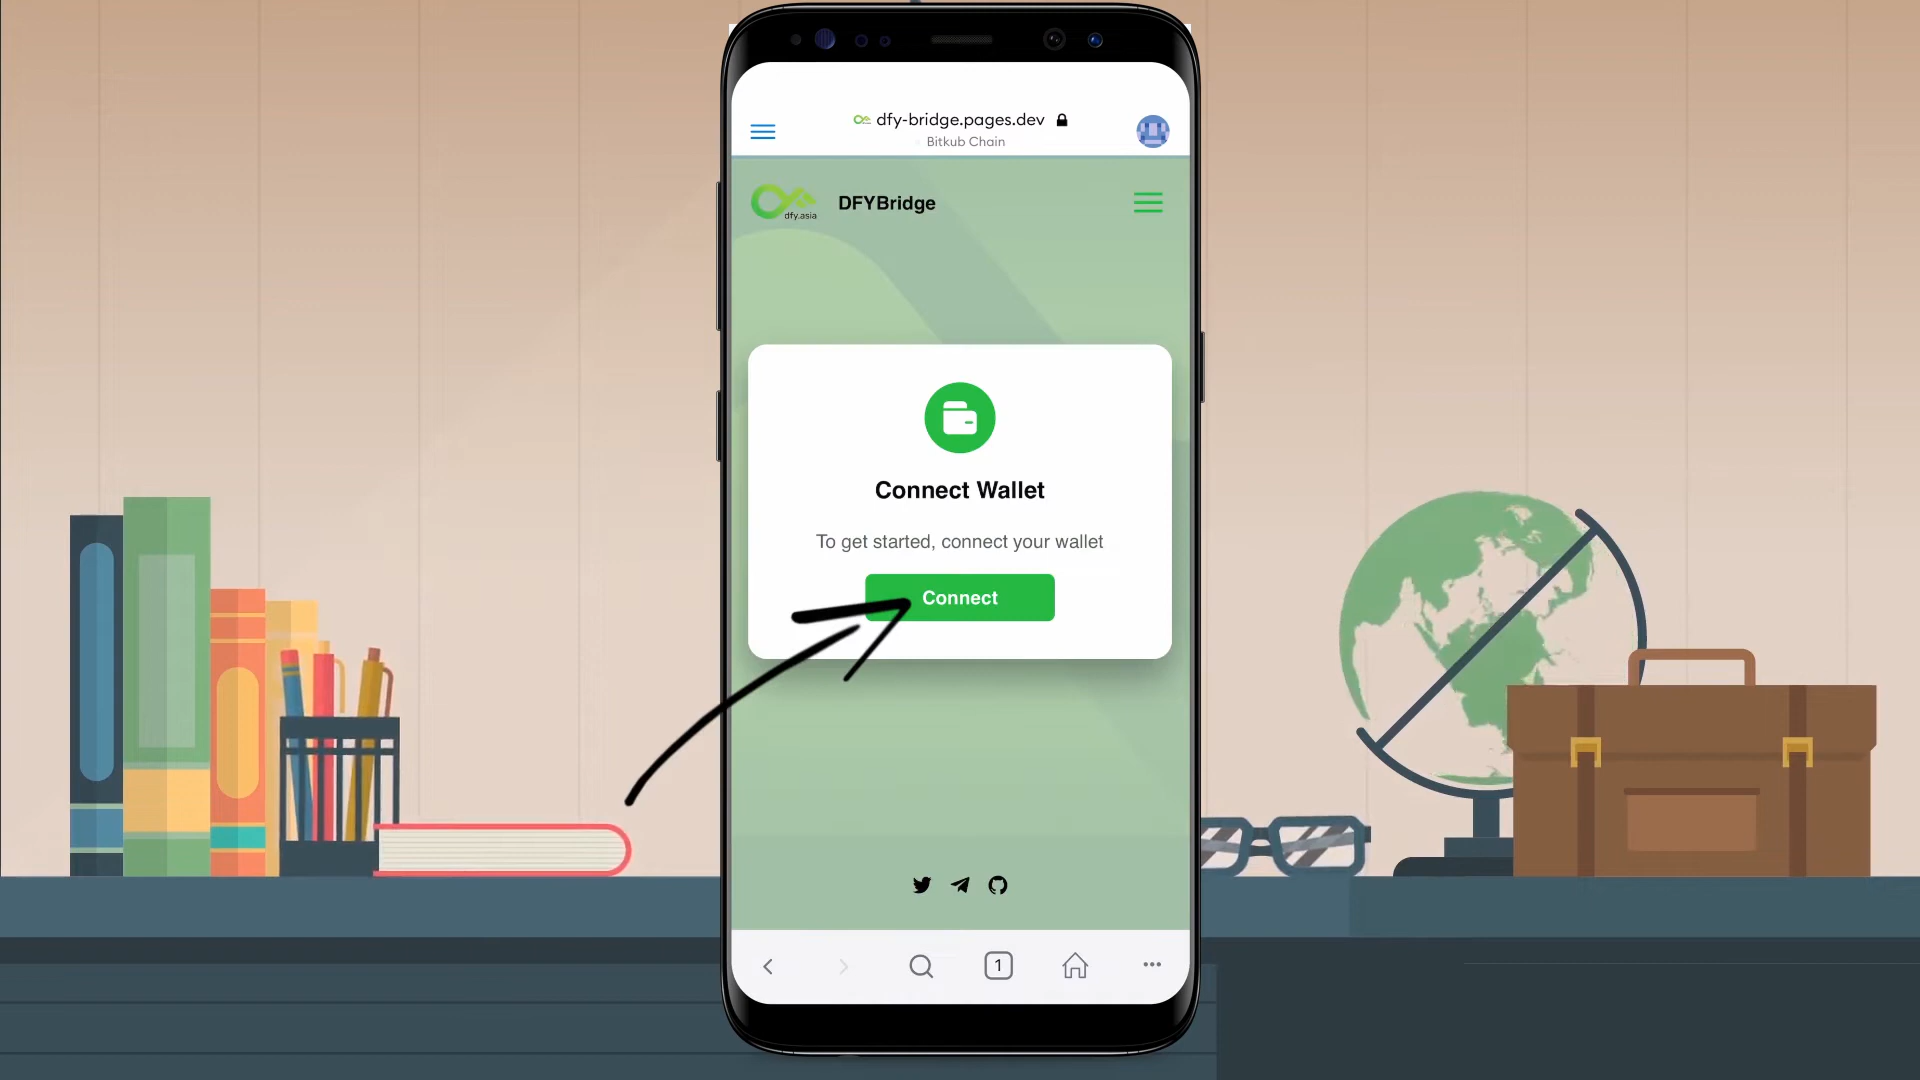 dfy-bridge.pages.dev
Bitkub Chain
dfy.asia
DFYBridge
Connect Wallet
To get started, connect your wallet
Connect
1